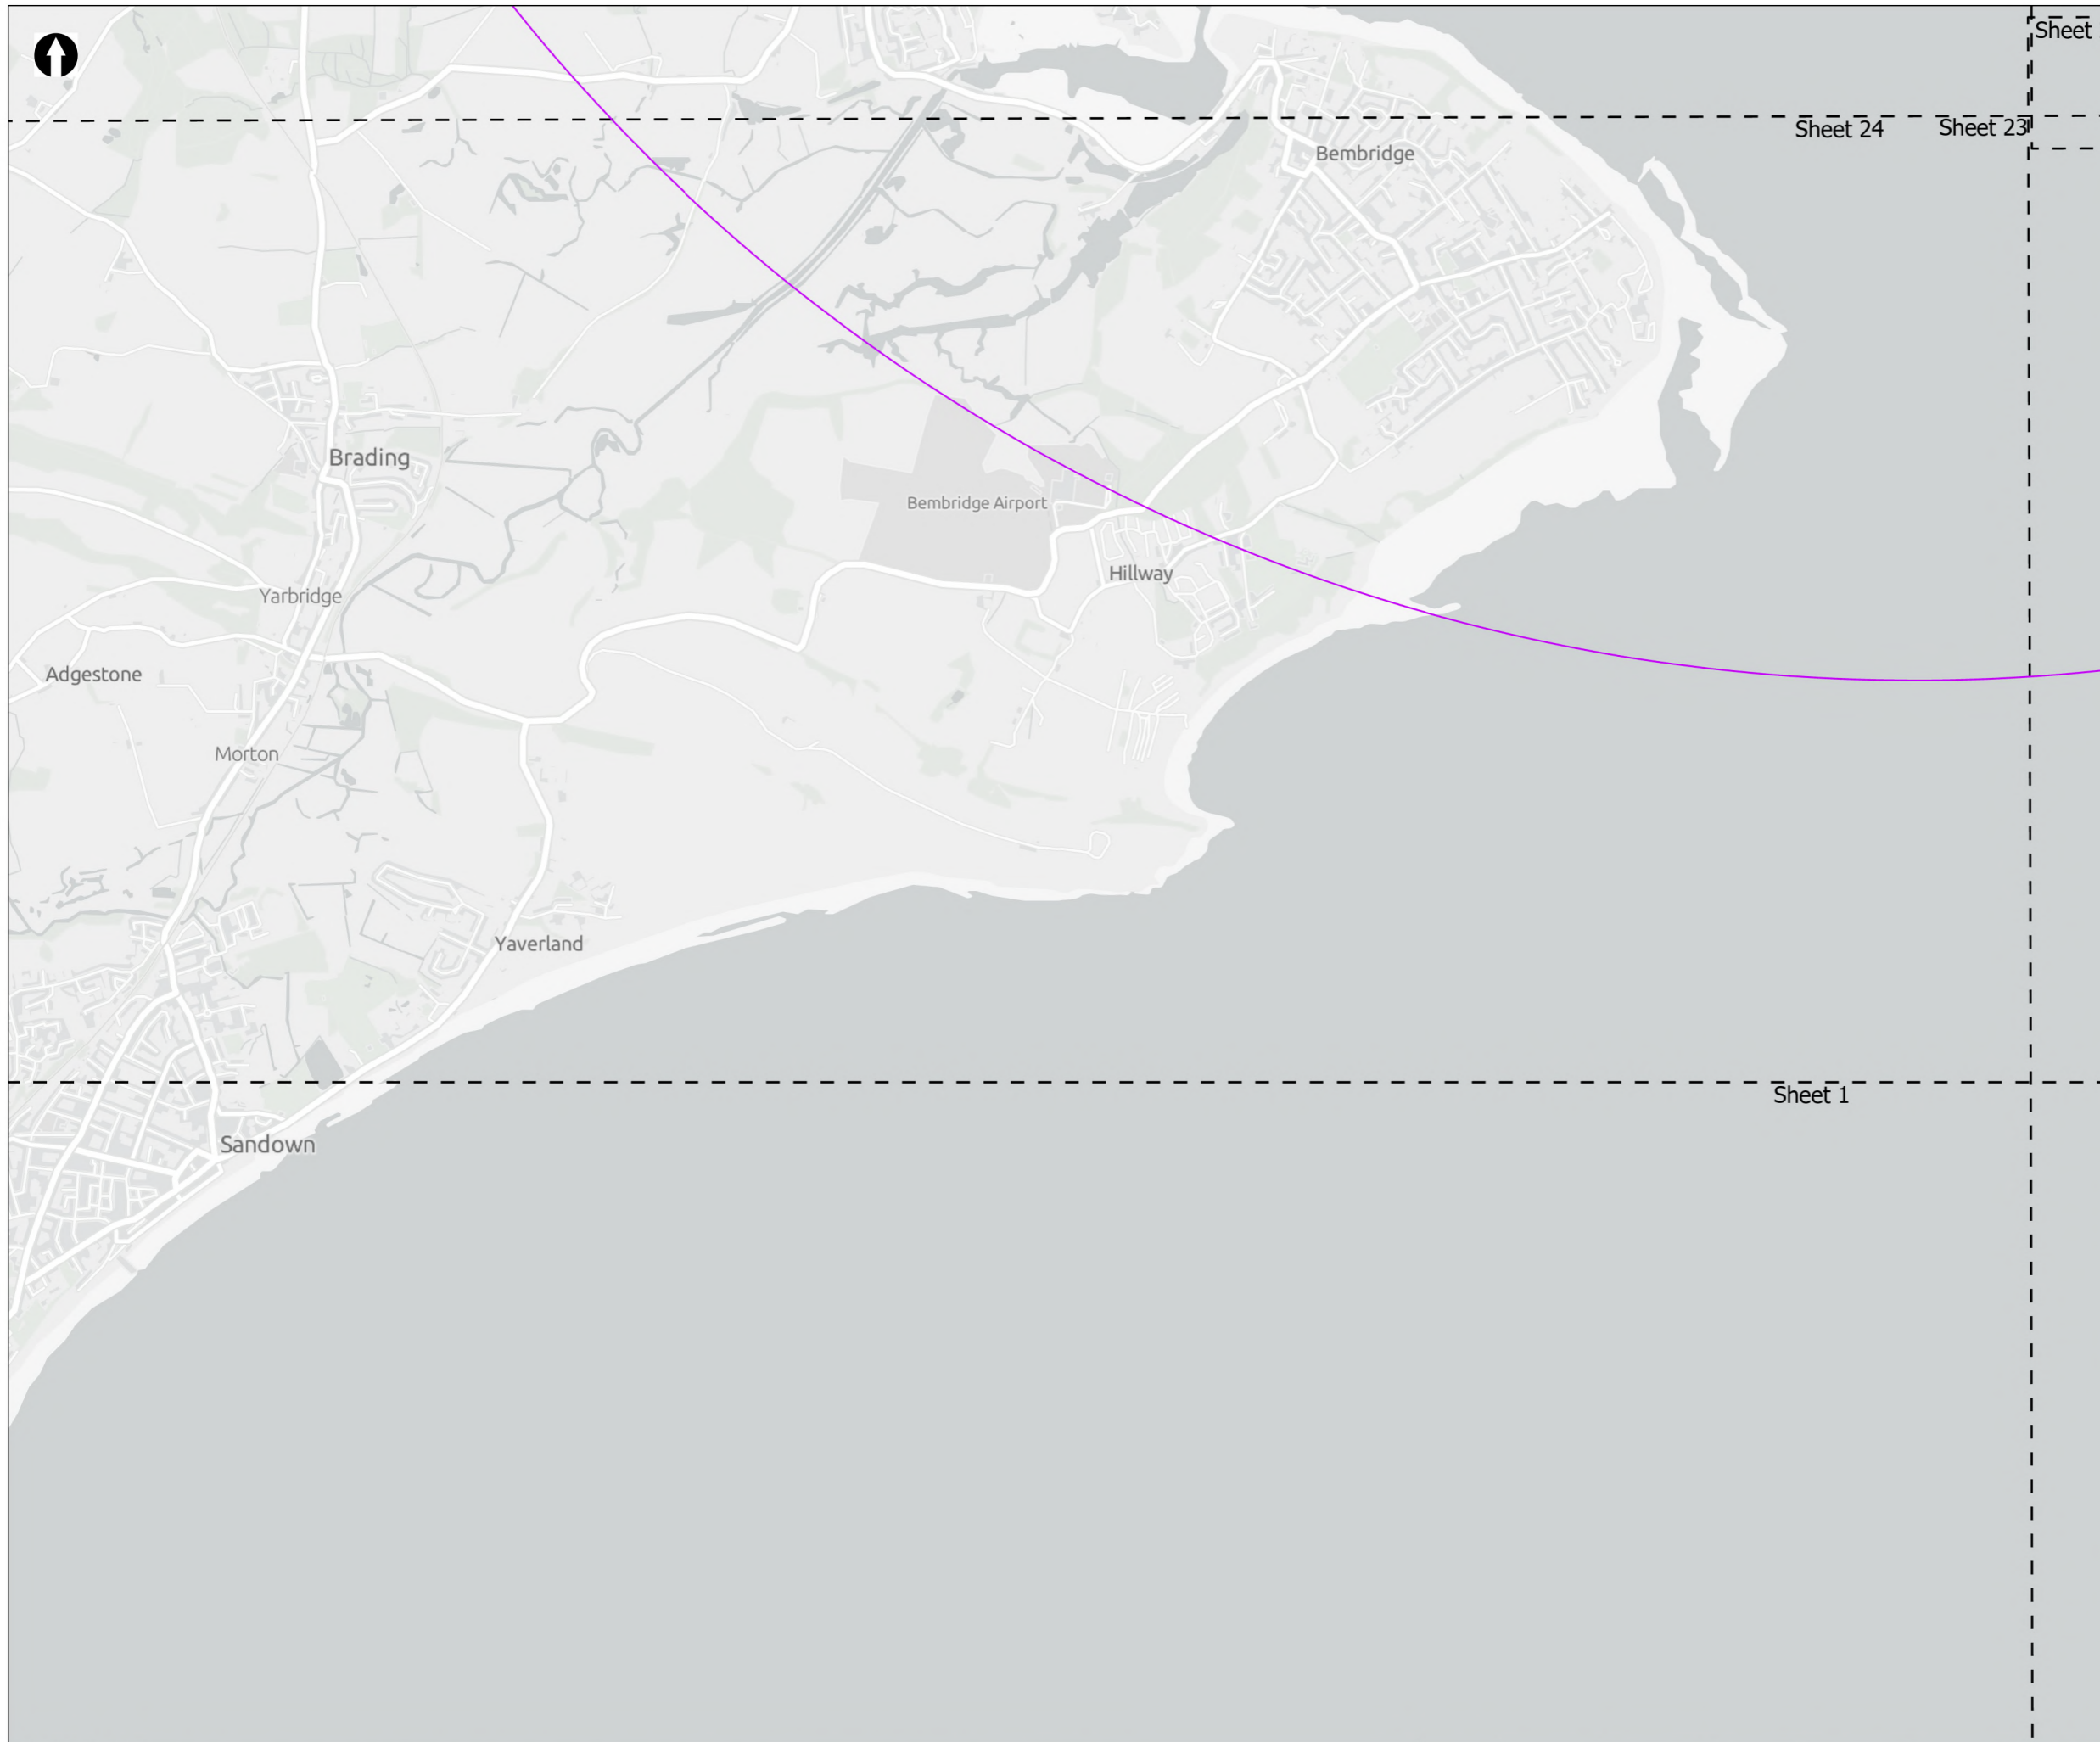 Sheet
Sheet 24
Sheet 23
Bembridge
Brading
Bembridge Airport
Hillway
Yarbridge
Adgestone
Morton
Yaverland
Sheet 1
Sandown